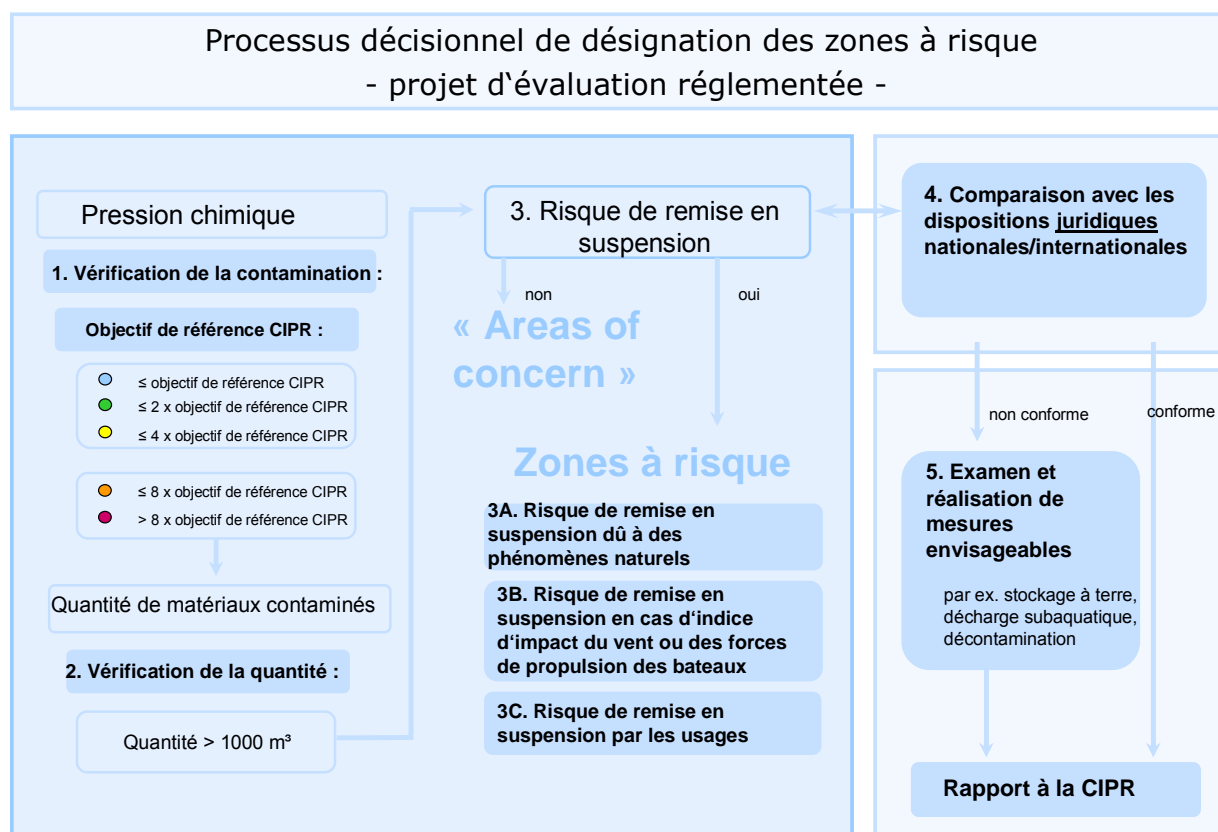 Processus décisionnel de désignation des zones à risque
- projet d‘évaluation réglementée -
Pression chimique
1. Vérification de la contamination :
Objectif de référence CIPR :
≤ objectif de référence CIPR
≤ 2 x objectif de référence CIPR
≤ 4 x objectif de référence CIPR
≤ 8 x objectif de référence CIPR
> 8 x objectif de référence CIPR
Quantité de matériaux contaminés
2. Vérification de la quantité :
Quantité > 1000 m³
3. Risque de remise en
suspension
non
oui
« Areas of
concern »
Zones à risque
3A. Risque de remise en
suspension dû à des
phénomènes naturels
3B. Risque de remise en
suspension en cas d‘indice
d‘impact du vent ou des forces
de propulsion des bateaux
3C. Risque de remise en
suspension par les usages
4. Comparaison avec les
dispositions juridiques
nationales/internationales
non conforme
conforme
5. Examen et
réalisation de
mesures
envisageables
par ex. stockage à terre,
décharge subaquatique,
décontamination
Rapport à la CIPR